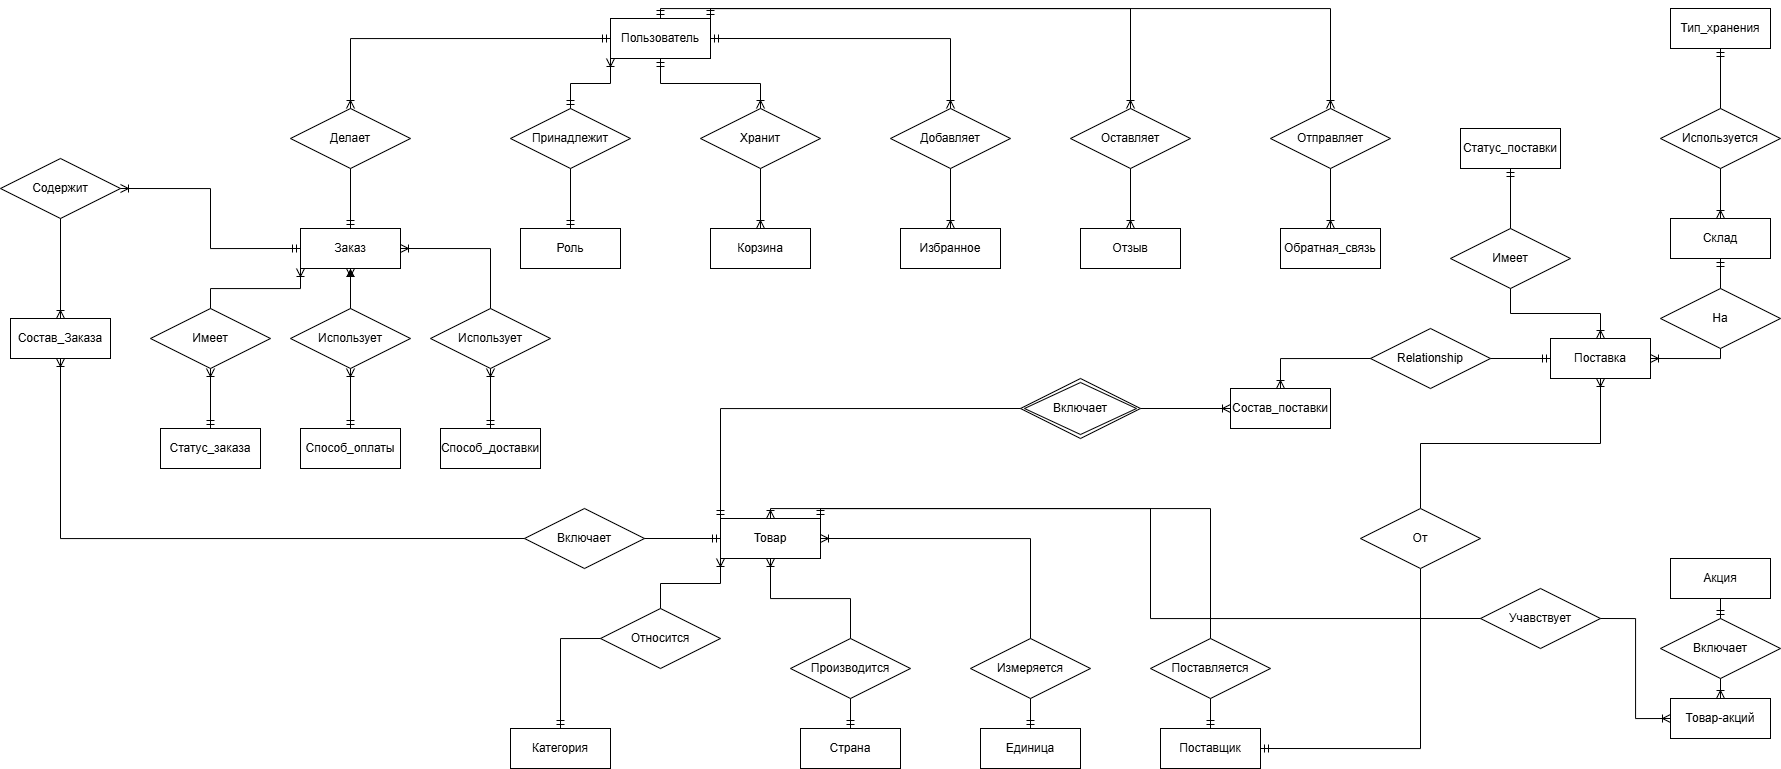 Пользователь
Тип_хранения
Делает
Принадлежит
Хранит
Добавляет
Оставляет
Отправляет
Используется
Статус_поставки
Содержит
Заказ
Роль
Корзина
Избранное
Отзыв
Обратная_связь
Склад
Имеет
Состав_Заказа
Имеет
Использует
Использует
На
Relationship
Поставка
Включает
Состав_поставки
Статус_заказа
Способ_оплаты
Способ_доставки
Включает
Товар
От
Акция
Относится
Производится
Измеряется
Поставляется
Учавствует
Включает
Товар-акций
Категория
Страна
Единица
Поставщик